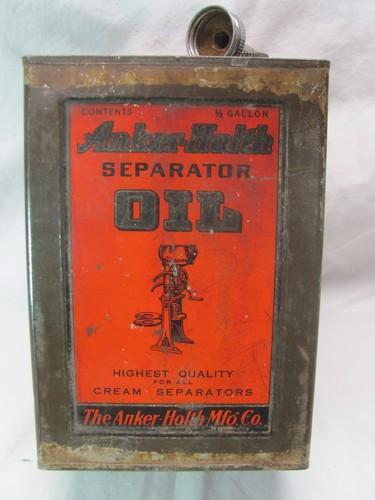 CONTENTS ½ GALLON
Anker-Holth
SEPARATOR
OIL
HIGHEST QUALITY
FOR ALL
CREAM SEPARATORS
The Anker-Holth Mfg. Co.